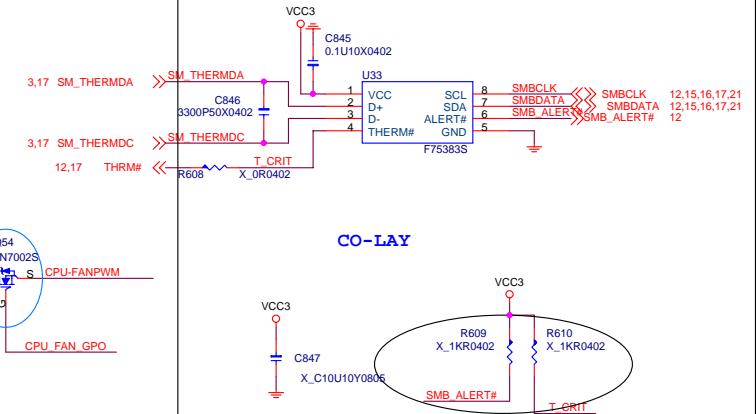 VCC3
C845
0.1U10X0402
U33
3,17 SM_THERMDA
SM_THERMDA
C846
3300P50X0402
3,17 SM_THERMDC
SM_THERMDC
12,17 THRM#
R608
X_0R0402
T_CRIT
1 VCC
2 D+
3 D-
4 THERM#
SCL 8
SDA 7
ALERT# 6
GND 5
F75383S
SMBCLK
SMBDATA
SMB_ALERT#
SMBCLK 12,15,16,17,21
SMBDATA 12,15,16,17,21
SMB_ALERT# 12
CO-LAY
54
N7002S
S
CPU-FANPWM
G
CPU_FAN_GPO
VCC3
C847
X_C10U10Y0805
VCC3
R609
X_1KR0402
R610
X_1KR0402
SMB_ALERT#
T_CRIT